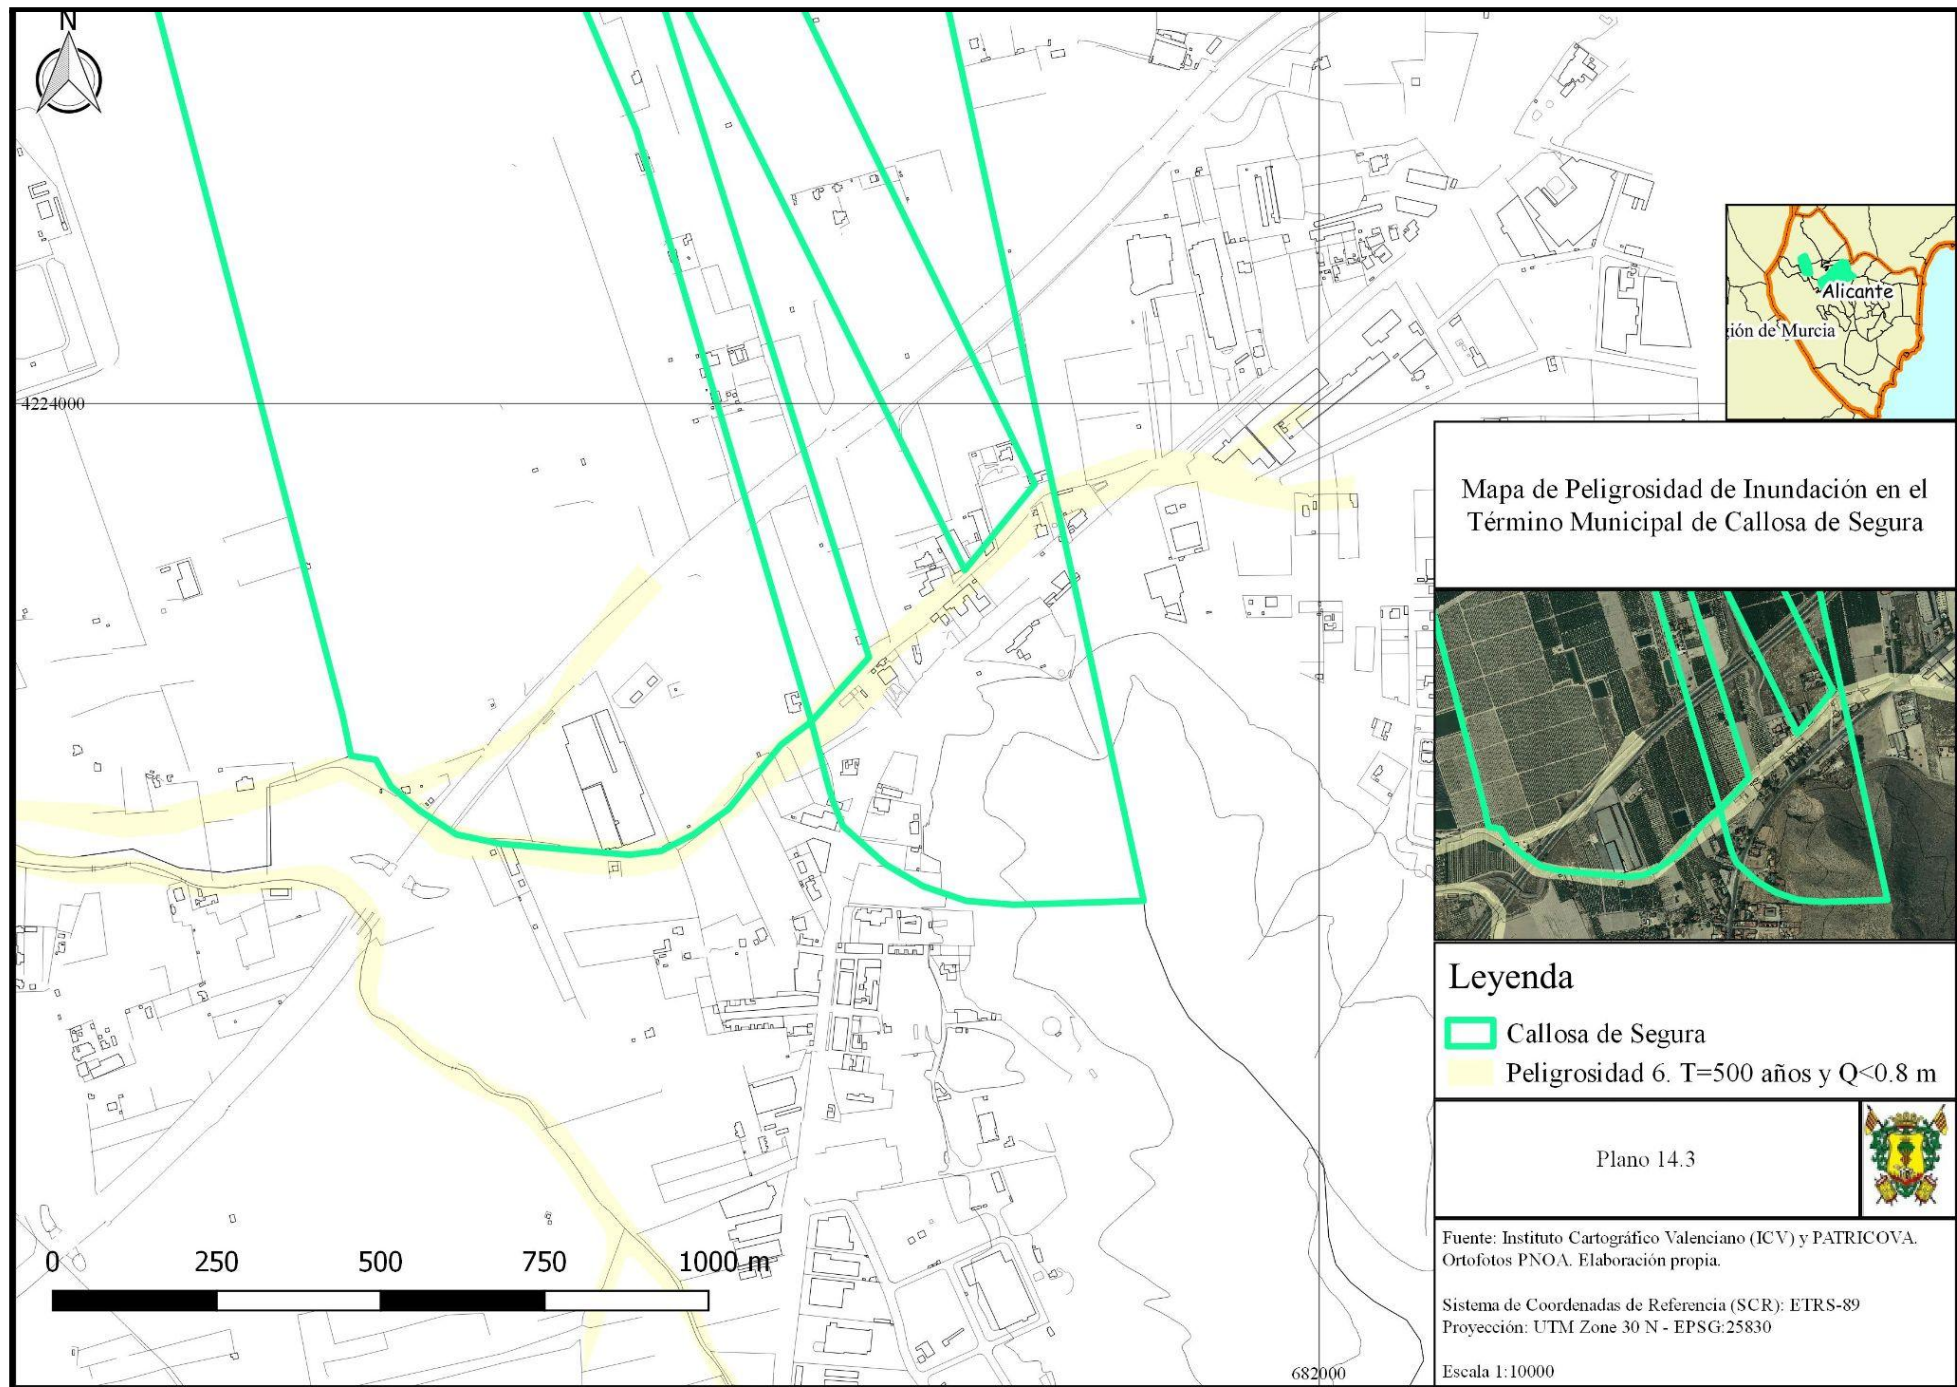 N
4224000
Alicante
ión de Murcia
Mapa de Peligrosidad de Inundación en el
Término Municipal de Callosa de Segura
Leyenda
Callosa de Segura
Peligrosidad 6. T=500 años y Q<0.8 m
Plano 14.3
Fuente: Instituto Cartográfico Valenciano (ICV) y PATRICOVA.
Ortofotos PNOA. Elaboración propia.
Sistema de Coordenadas de Referencia (SCR): ETRS-89
Proyección: UTM Zone 30 N - EPSG:25830
Escala 1:10000
0 250 500 750 1000 m
682000